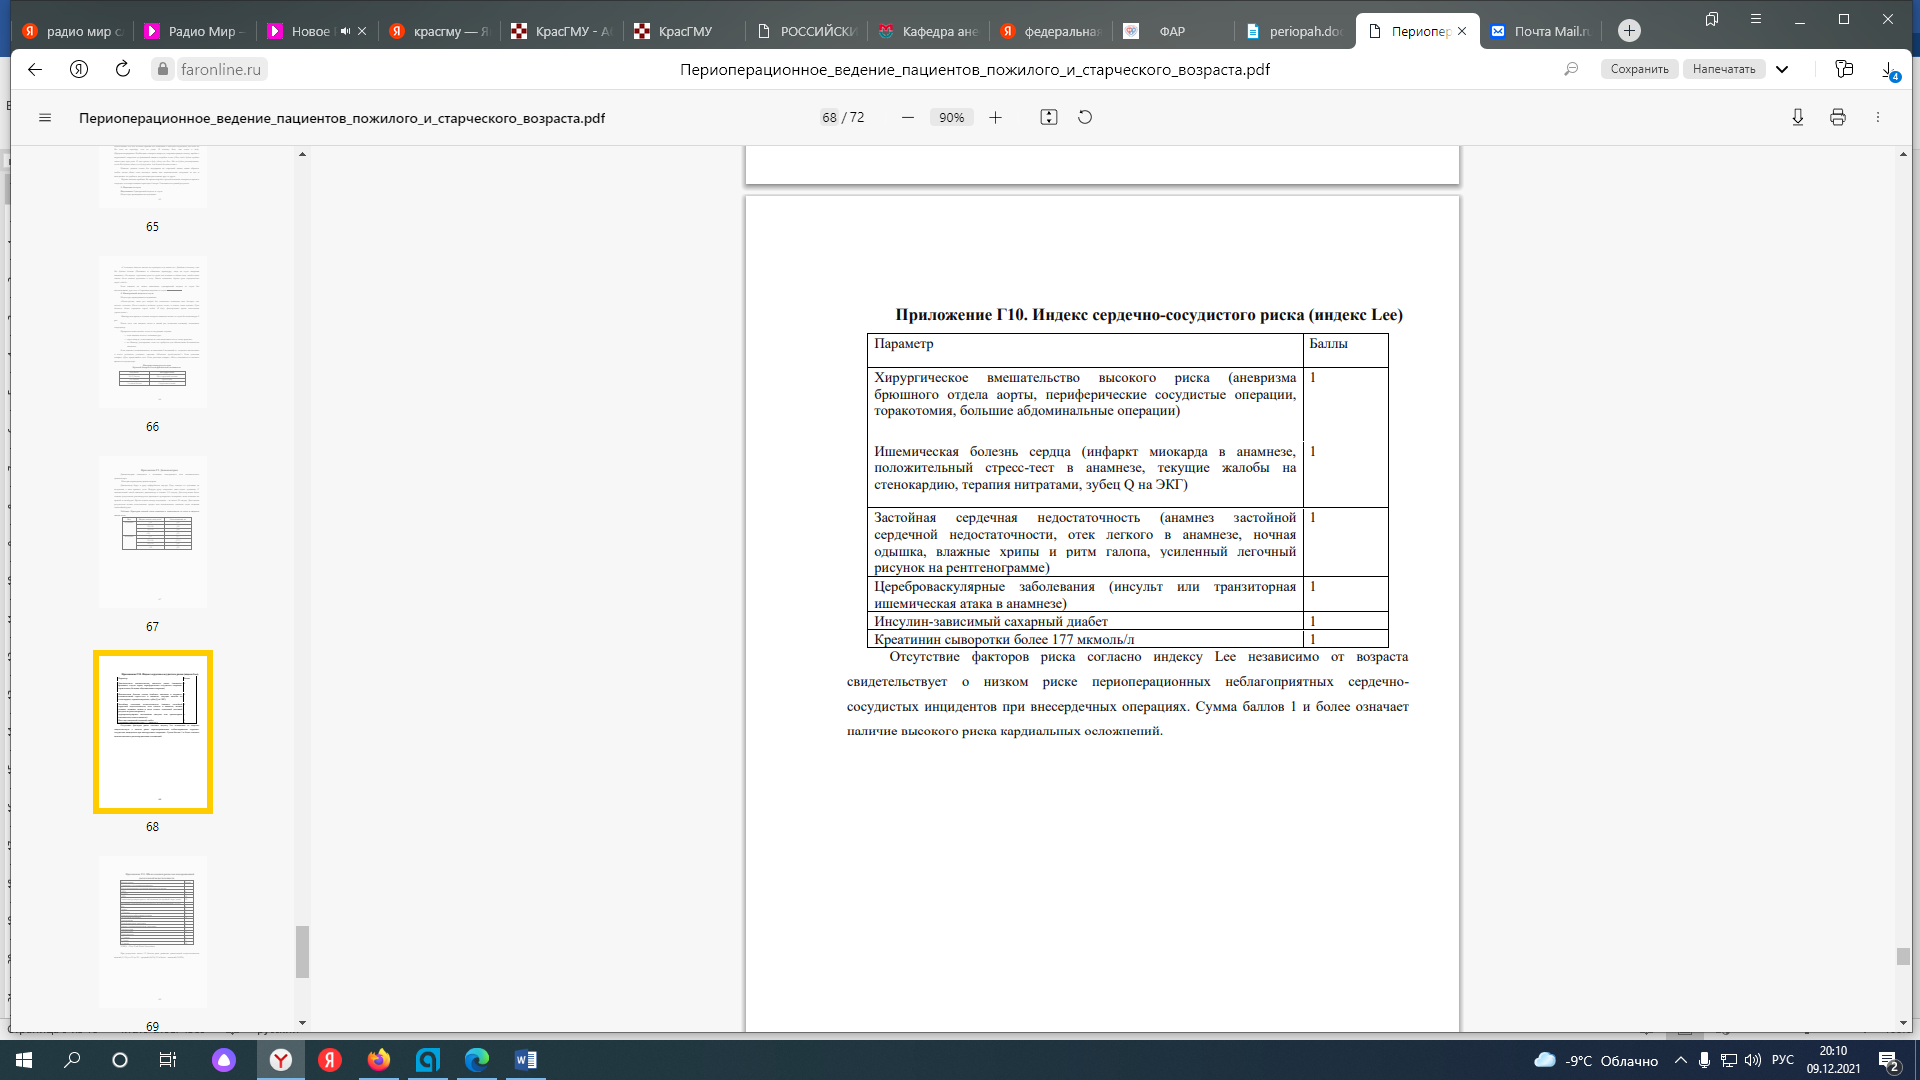 радио мир с
Радио Мир –
Новое
красгму — Я
КрасГМУ - А
КрасГМУ
РОССИЙСКИ
Кафедра ане
федеральная
ФАР
periopah.doc
Периопер
Почта Mail.ru
faronline.ru
Периоперационное_ведение_пациентов_пожилого_и_старческого_возраста.pdf
Сохранить
Напечатать
4
Периоперационное_ведение_пациентов_пожилого_и_старческого_возраста.pdf
68 / 72
90%
65
66
67
68
69
Приложение Г10. Индекс сердечно-сосудистого риска (индекс Lee)
Параметр Баллы
Хирургическое вмешательство высокого риска (аневризма 1
брюшного отдела аорты, периферические сосудистые операции,
торакотомия, большие абдоминальные операции)
Ишемическая болезнь сердца (инфаркт миокарда в анамнезе, 1
положительный стресс-тест в анамнезе, текущие жалобы на
стенокардию, терапия нитратами, зубец Q на ЭКГ)
Застойная сердечная недостаточность (анамнез застойной 1
сердечной недостаточности, отек легкого в анамнезе, ночная
одышка, влажные хрипы и ритм галопа, усиленный легочный
рисунок на рентгенограмме)
Цереброваскулярные заболевания (инсульт или транзиторная 1
ишемическая атака в анамнезе)
Инсулин-зависимый сахарный диабет 1
Креатинин сыворотки более 177 мкмоль/л 1
Отсутствие факторов риска согласно индексу Lee независимо от возраста
свидетельствует о низком риске периоперационных неблагоприятных сердечно-
сосудистых инцидентов при внесердечных операциях. Сумма баллов 1 и более означает
наличие высокого риска кардиальных осложнений.
-9°C Облачно
РУС
20:10
09.12.2021
2